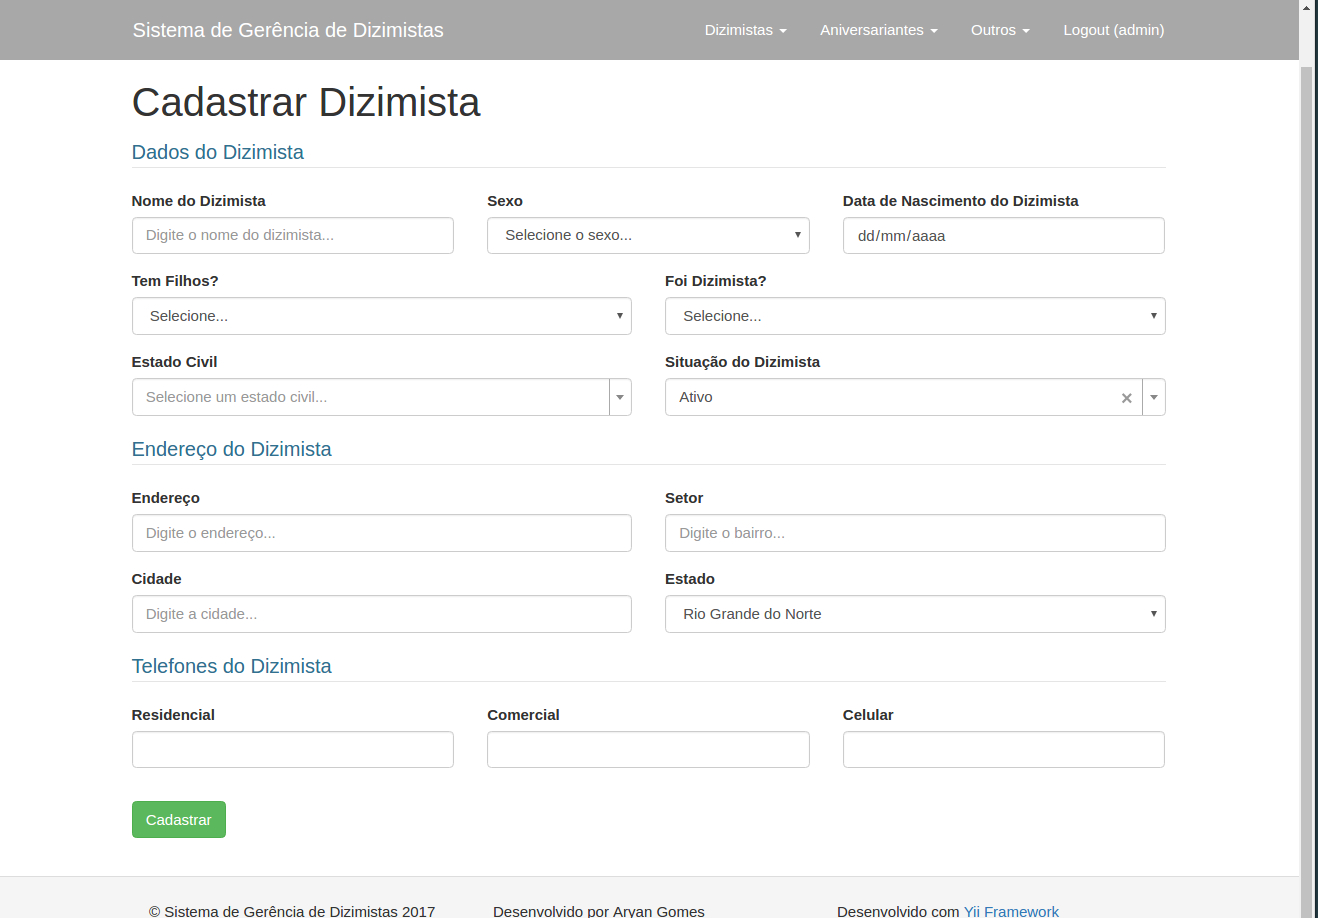 Sistema de Gerência de Dizimistas Dizimistas Aniversariantes Outros Logout (admin)
Cadastrar Dizimista
Dados do Dizimista
Nome do Dizimista Sexo Data de Nascimento do Dizimista
Digite o nome do dizimista... Selecione o sexo... dd/mm/aaaa
Tem Filhos? Foi Dizimista?
Selecione... Selecione...
Estado Civil Situação do Dizimista
Selecione um estado civil... Ativo ×
Endereço do Dizimista
Endereço Setor
Digite o endereço... Digite o bairro...
Cidade Estado
Digite a cidade... Rio Grande do Norte
Telefones do Dizimista
Residencial Comercial Celular
Cadastrar
© Sistema de Gerência de Dizimistas 2017 Desenvolvido por Aryan Gomes Desenvolvido com Yii Framework